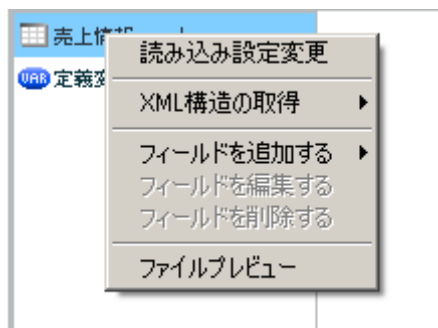 売上情
読み込み設定変更
VAR 定義変
XML構造の取得
フィールドを追加する
フィールドを編集する
フィールドを削除する
ファイルプレビュー